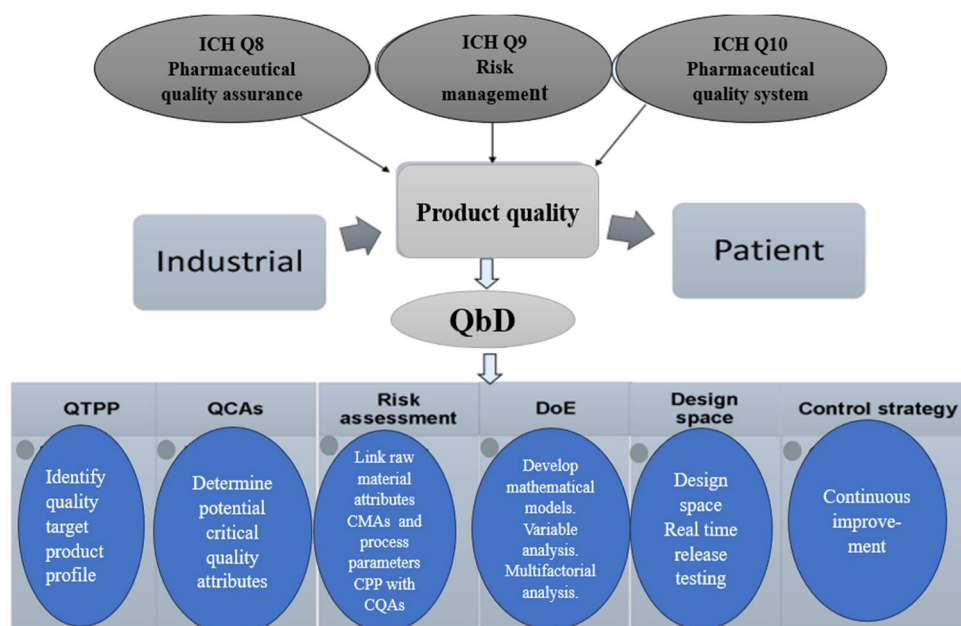 ICH Q8
Pharmaceutical
quality assurance
ICH Q9
Risk
management
ICH Q10
Pharmaceutical
quality system
Product quality
Industrial
Patient
QbD
QTPP
QCAs
Risk
assessment
DoE
Design
space
Control strategy
Identify
quality
target
product
profile
Determine
potential
critical
quality
attributes
Link raw
material
attributes
CMAs and
process
parameters
CPP with
CQAs
Develop
mathematical
models.
Variable
analysis.
Multifactorial
analysis.
Design
space
Real time
release
testing
Continuous
improve-
ment